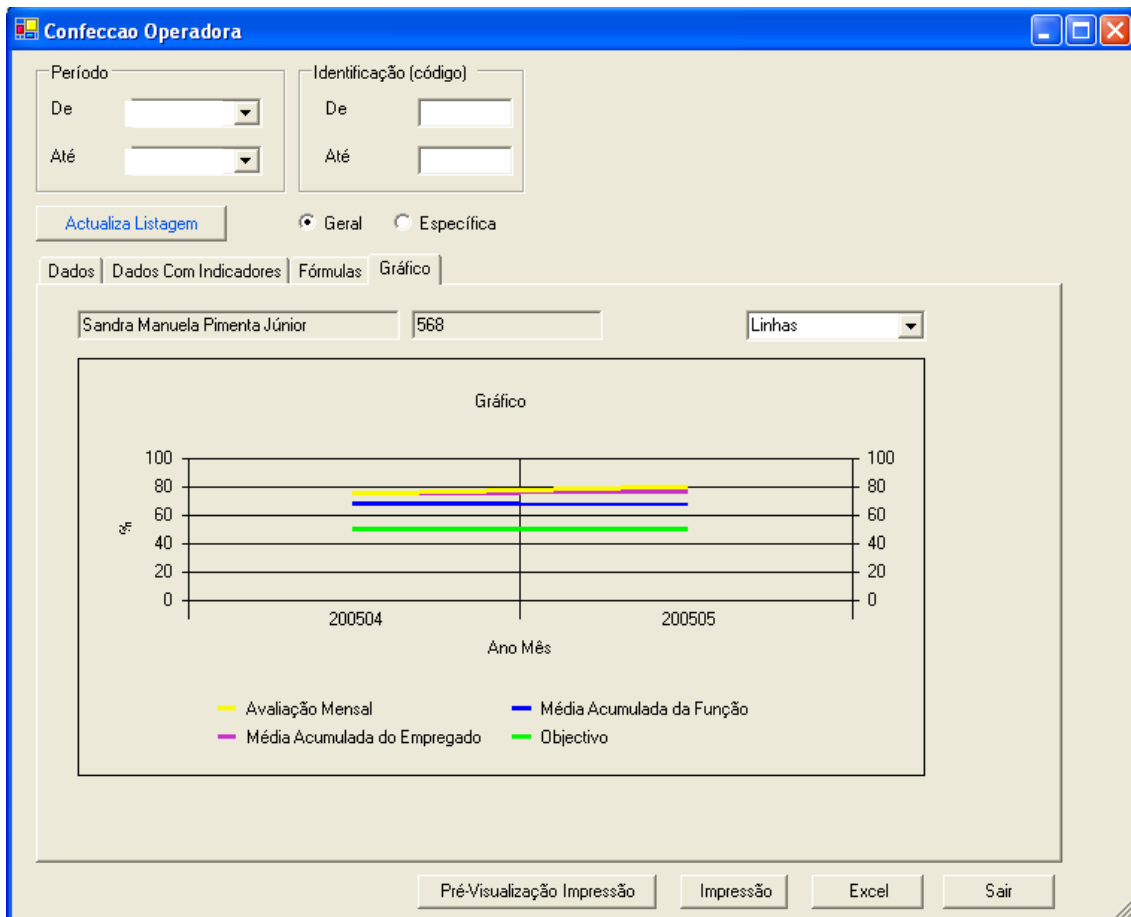 Confeccao Operadora
Período
Identificação (código)
De
De
Até
Até
Actualiza Listagem
Geral
Específica
Dados
Dados Com Indicadores
Fórmulas
Gráfico
Sandra Manuela Pimenta Júnior
568
Linhas
Gráfico
100
100
80
80
60
60
%
40
40
20
20
0
0
200504
200505
Ano Mês
Avaliação Mensal
Média Acumulada da Função
Média Acumulada do Empregado
Objectivo
Pré-Visualização Impressão
Impressão
Excel
Sair